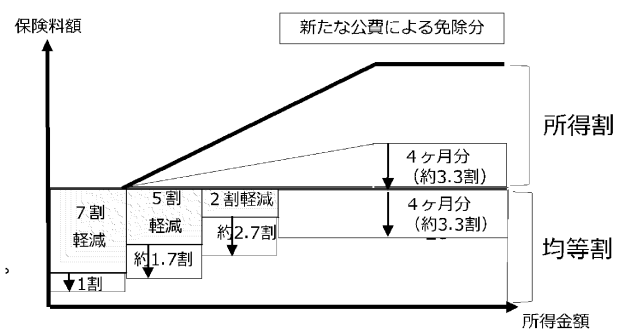 保険料額
新たな公費による免除分
所得割
4ヶ月分
(約3.3割)
7割
軽減
5割
軽減
2割軽減
4ヶ月分
(約3.3割)
約2.7割
約1.7割
1割
均等割
所得金額